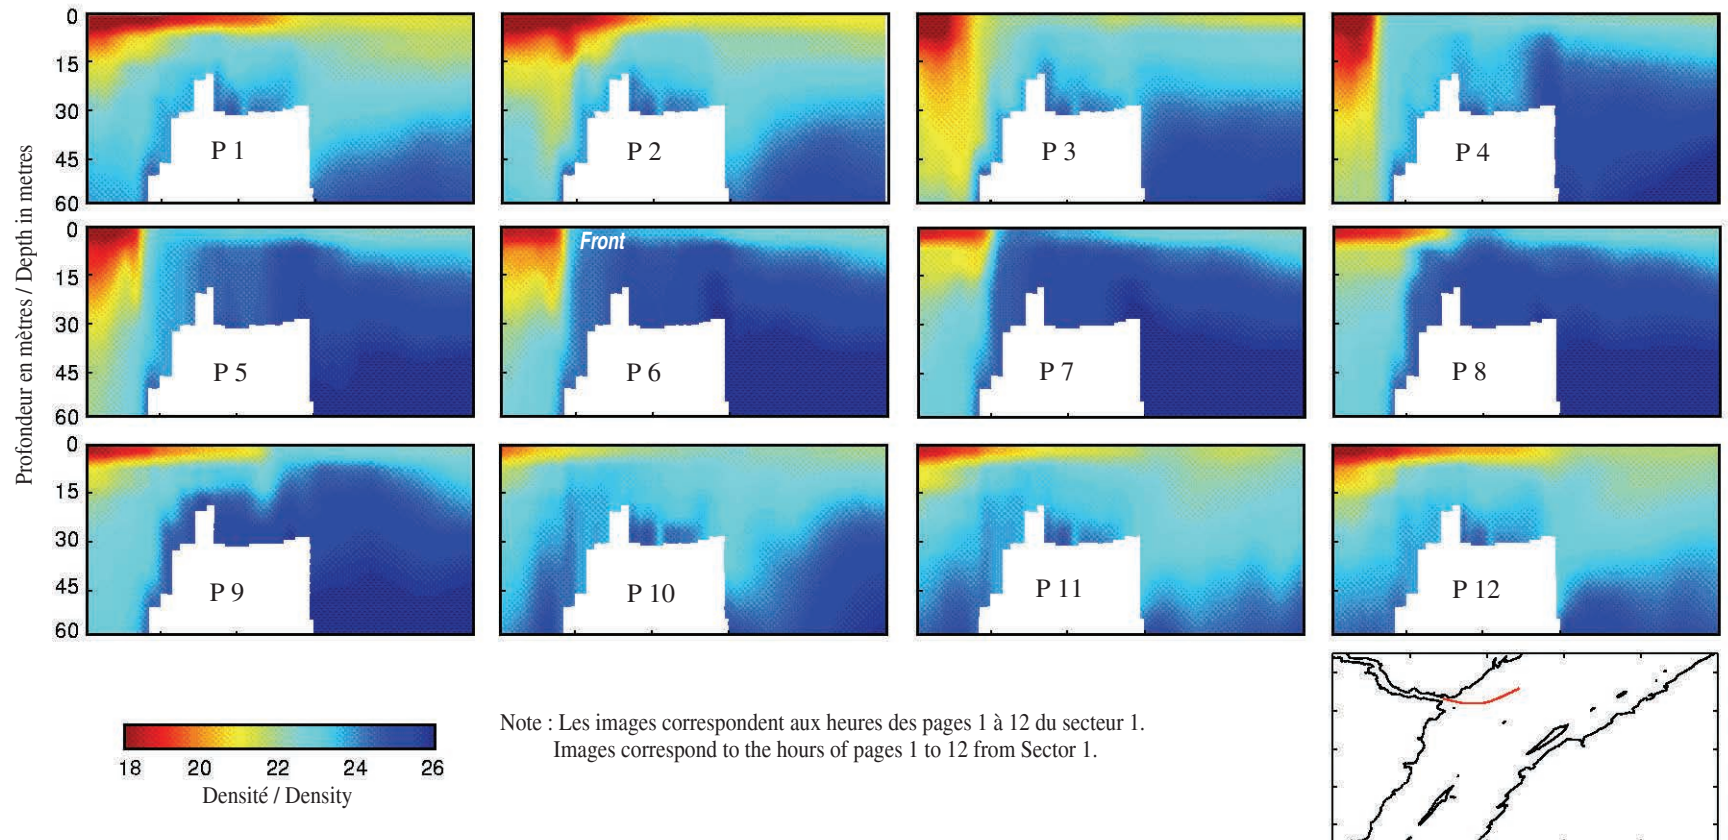 Profondeur en mètres / Depth in metres
0
15
30
45
60
P 1
P 2
P 3
P 4
0
15
30
45
60
Front
P 5
P 6
P 7
P 8
0
15
30
45
60
P 9
P 10
P 11
P 12
18 20 22 24 26
Densité / Density
Note : Les images correspondent aux heures des pages 1 à 12 du secteur 1.
Images correspond to the hours of pages 1 to 12 from Sector 1.